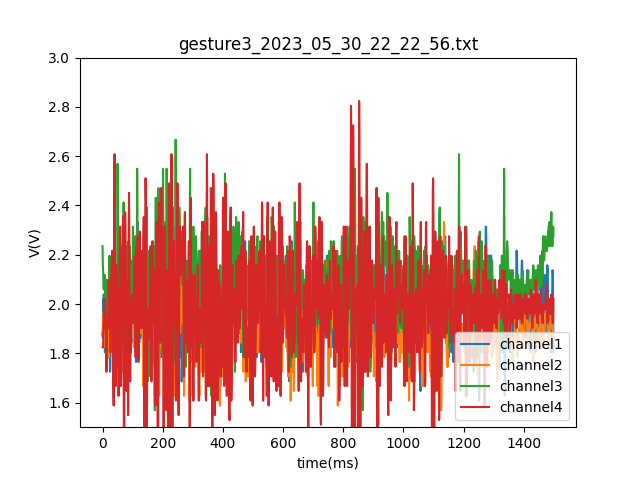 gesture3_2023_05_30_22_22_56.txt
3.0
2.8
2.6
2.4
2.2
2.0
1.8
1.6
V(V)
channel1
channel2
channel3
channel4
0 200 400 600 800 1000 1200 1400
time(ms)